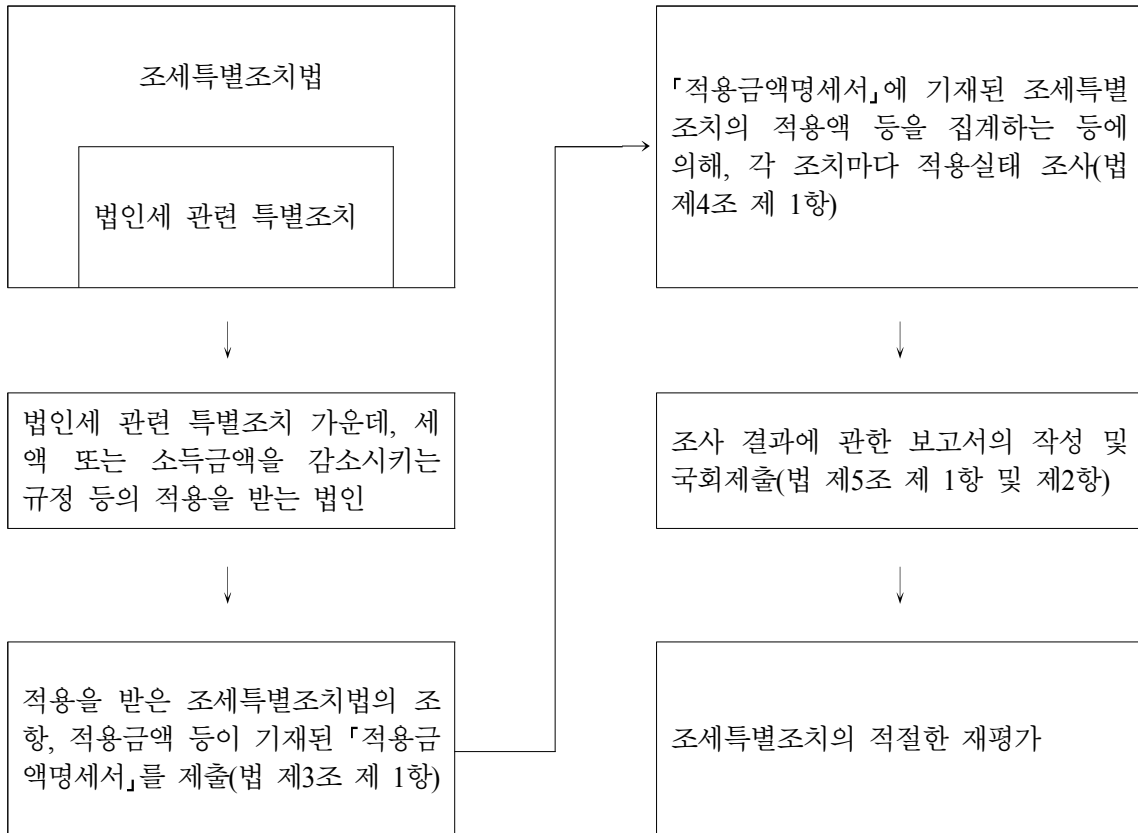 조세특별조치법
법인세 관련 특별조치
법인세 관련 특별조치 가운데, 세
액 또는 소득금액을 감소시키는
규정 등의 적용을 받는 법인
적용을 받은 조세특별조치법의 조
항, 적용금액 등이 기재된 「적용금
액명세서」를 제출(법 제3조 제 1항)
「적용금액명세서」에 기재된 조세특별
조치의 적용액 등을 집계하는 등에
의해, 각 조치마다 적용실태 조사(법
제4조 제 1항)
조사 결과에 관한 보고서의 작성 및
국회제출(법 제5조 제 1항 및 제2항)
조세특별조치의 적절한 재평가